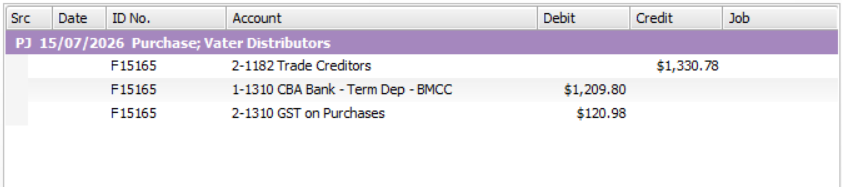 Src Date ID No. Account Debit Credit Job
PJ 15/07/2026 Purchase; Vater Distributors
F15165 2-1182 Trade Creditors $1,330.78
F15165 1-1310 CBA Bank - Term Dep - BMCC $1,209.80
F15165 2-1310 GST on Purchases $120.98